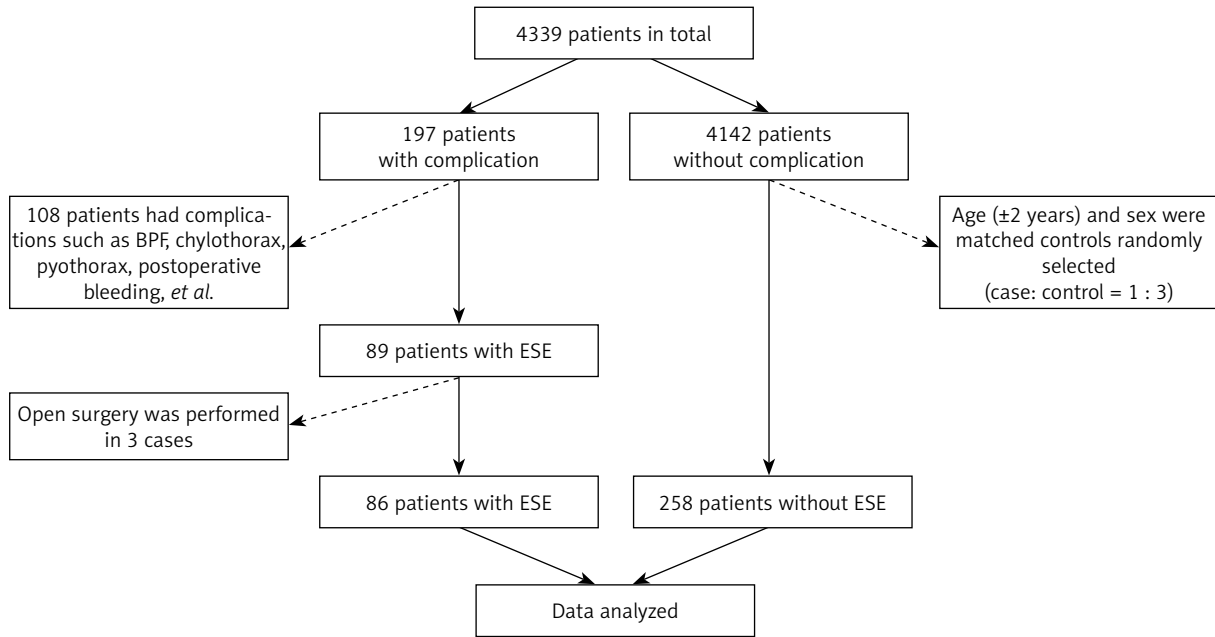 4339 patients in total
197 patients
with complication
4142 patients
without complication
108 patients had complica-
tions such as BPF, chylothorax,
pyothorax, postoperative
bleeding, et al.
Age (±2 years) and sex were
matched controls randomly
selected
(case: control = 1 : 3)
89 patients with ESE
Open surgery was performed
in 3 cases
86 patients with ESE
258 patients without ESE
Data analyzed